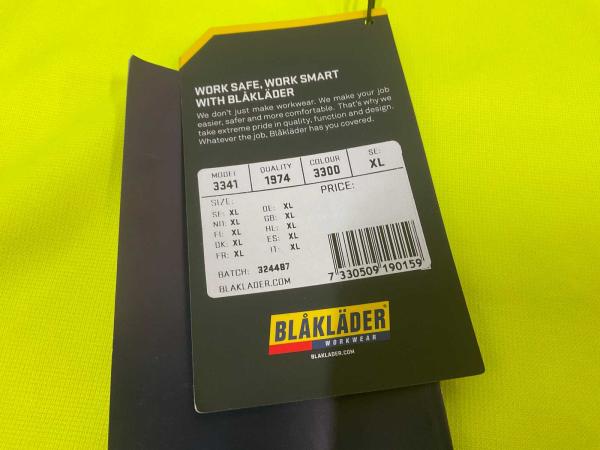 WORK SAFE, WORK SMART
WITH BLÅKLÄDER
We don't just make workwear. We make your job
easier, safer and more comfortable. That's why we
take extreme pride in quality, function and design.
Whatever the job, Blåkläder has you covered.
MODEL QUALITY COLOUR SE:
3341 1974 3300 XL
SIZE: PRICE:
SE: XL DE: XL
NO: XL GB: XL
FI: XL NL: XL
DK: XL ES: XL
FR: XL IT: XL
BATCH: 324487
BLAKLADER.COM
7 330509 190159
BLÅKLÄDER®
WORKWEAR
BLAKLADER.COM